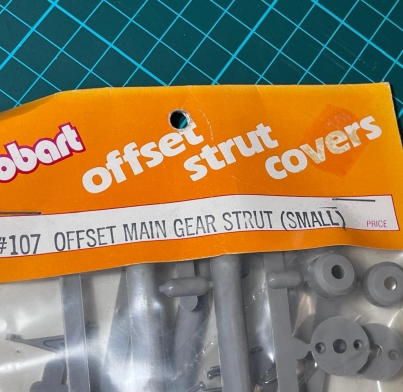 obart
offset
strut
covers
#107 OFFSET MAIN GEAR STRUT (SMALL)
PRICE